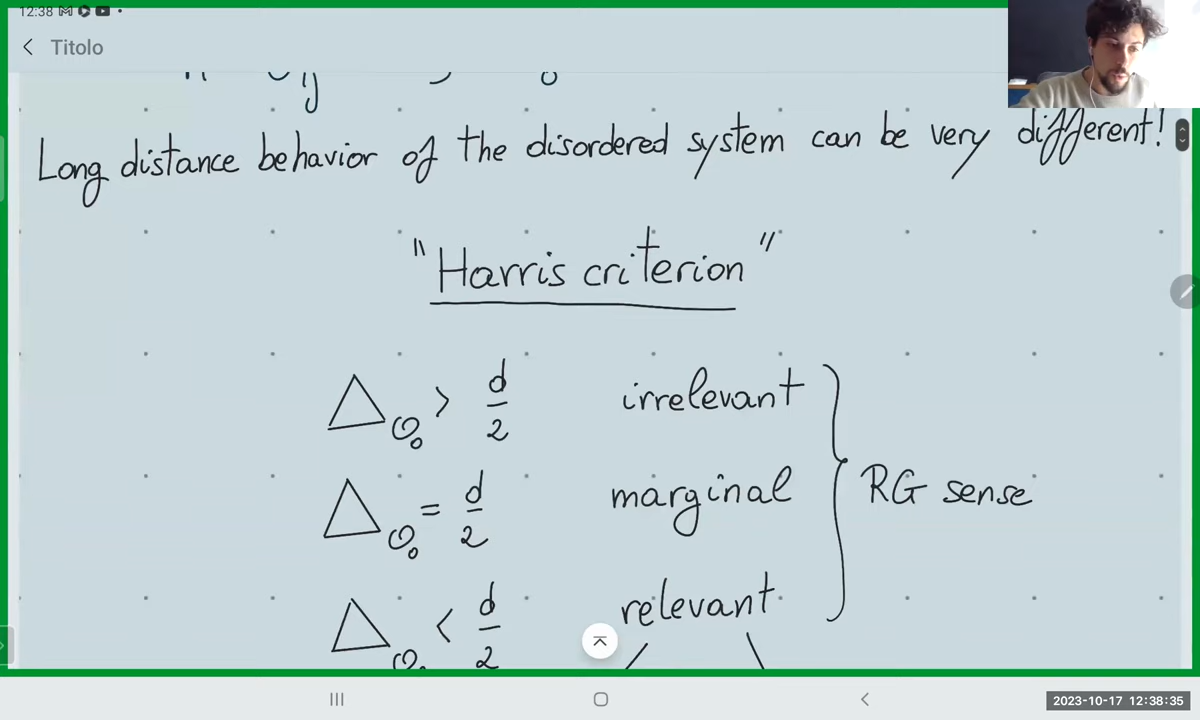 12:38
Titolo
Long distance behavior of the disordered system can be very different!
"Harris criterion"
Δ_O₀ > d/2 irrelevant
Δ_O₀ = d/2 marginal } RG sense
Δ_O₀ < d/2 relevant
2023-10-17 12:38:35